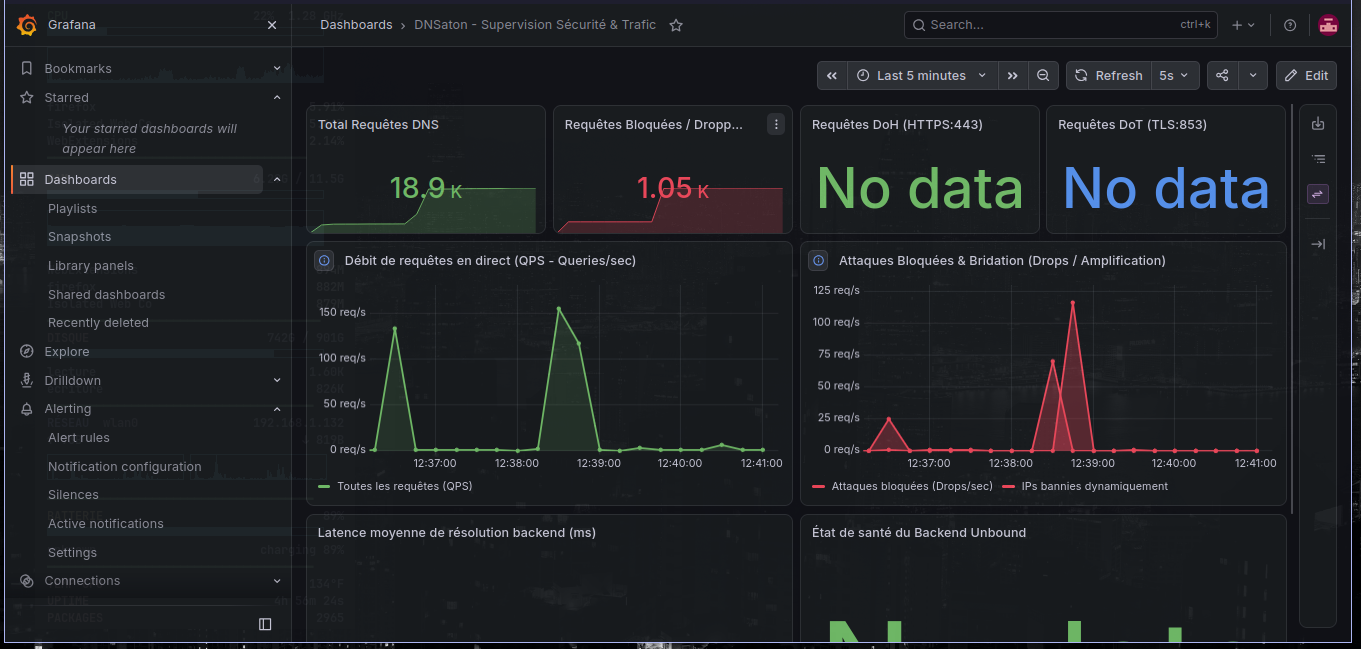 Grafana
Dashboards › DNSaton - Supervision Sécurité & Trafic
Search...
ctrl+k
Bookmarks
Starred
Your starred dashboards will
appear here
Dashboards
Playlists
Snapshots
Library panels
Shared dashboards
Recently deleted
Explore
Drilldown
Alerting
Alert rules
Notification configuration
Silences
Active notifications
Settings
Connections
Last 5 minutes
Refresh
5s
Edit
Total Requêtes DNS
18.9 K
Requêtes Bloquées / Dropp...
1.05 K
Requêtes DoH (HTTPS:443)
No data
Requêtes DoT (TLS:853)
No data
Débit de requêtes en direct (QPS - Queries/sec)
150 req/s
100 req/s
50 req/s
0 req/s
12:37:00 12:38:00 12:39:00 12:40:00 12:41:00
Toutes les requêtes (QPS)
Attaques Bloquées & Bridation (Drops / Amplification)
125 req/s
100 req/s
75 req/s
50 req/s
25 req/s
0 req/s
12:37:00 12:38:00 12:39:00 12:40:00 12:41:00
Attaques bloquées (Drops/sec) IPs bannies dynamiquement
Latence moyenne de résolution backend (ms)
État de santé du Backend Unbound